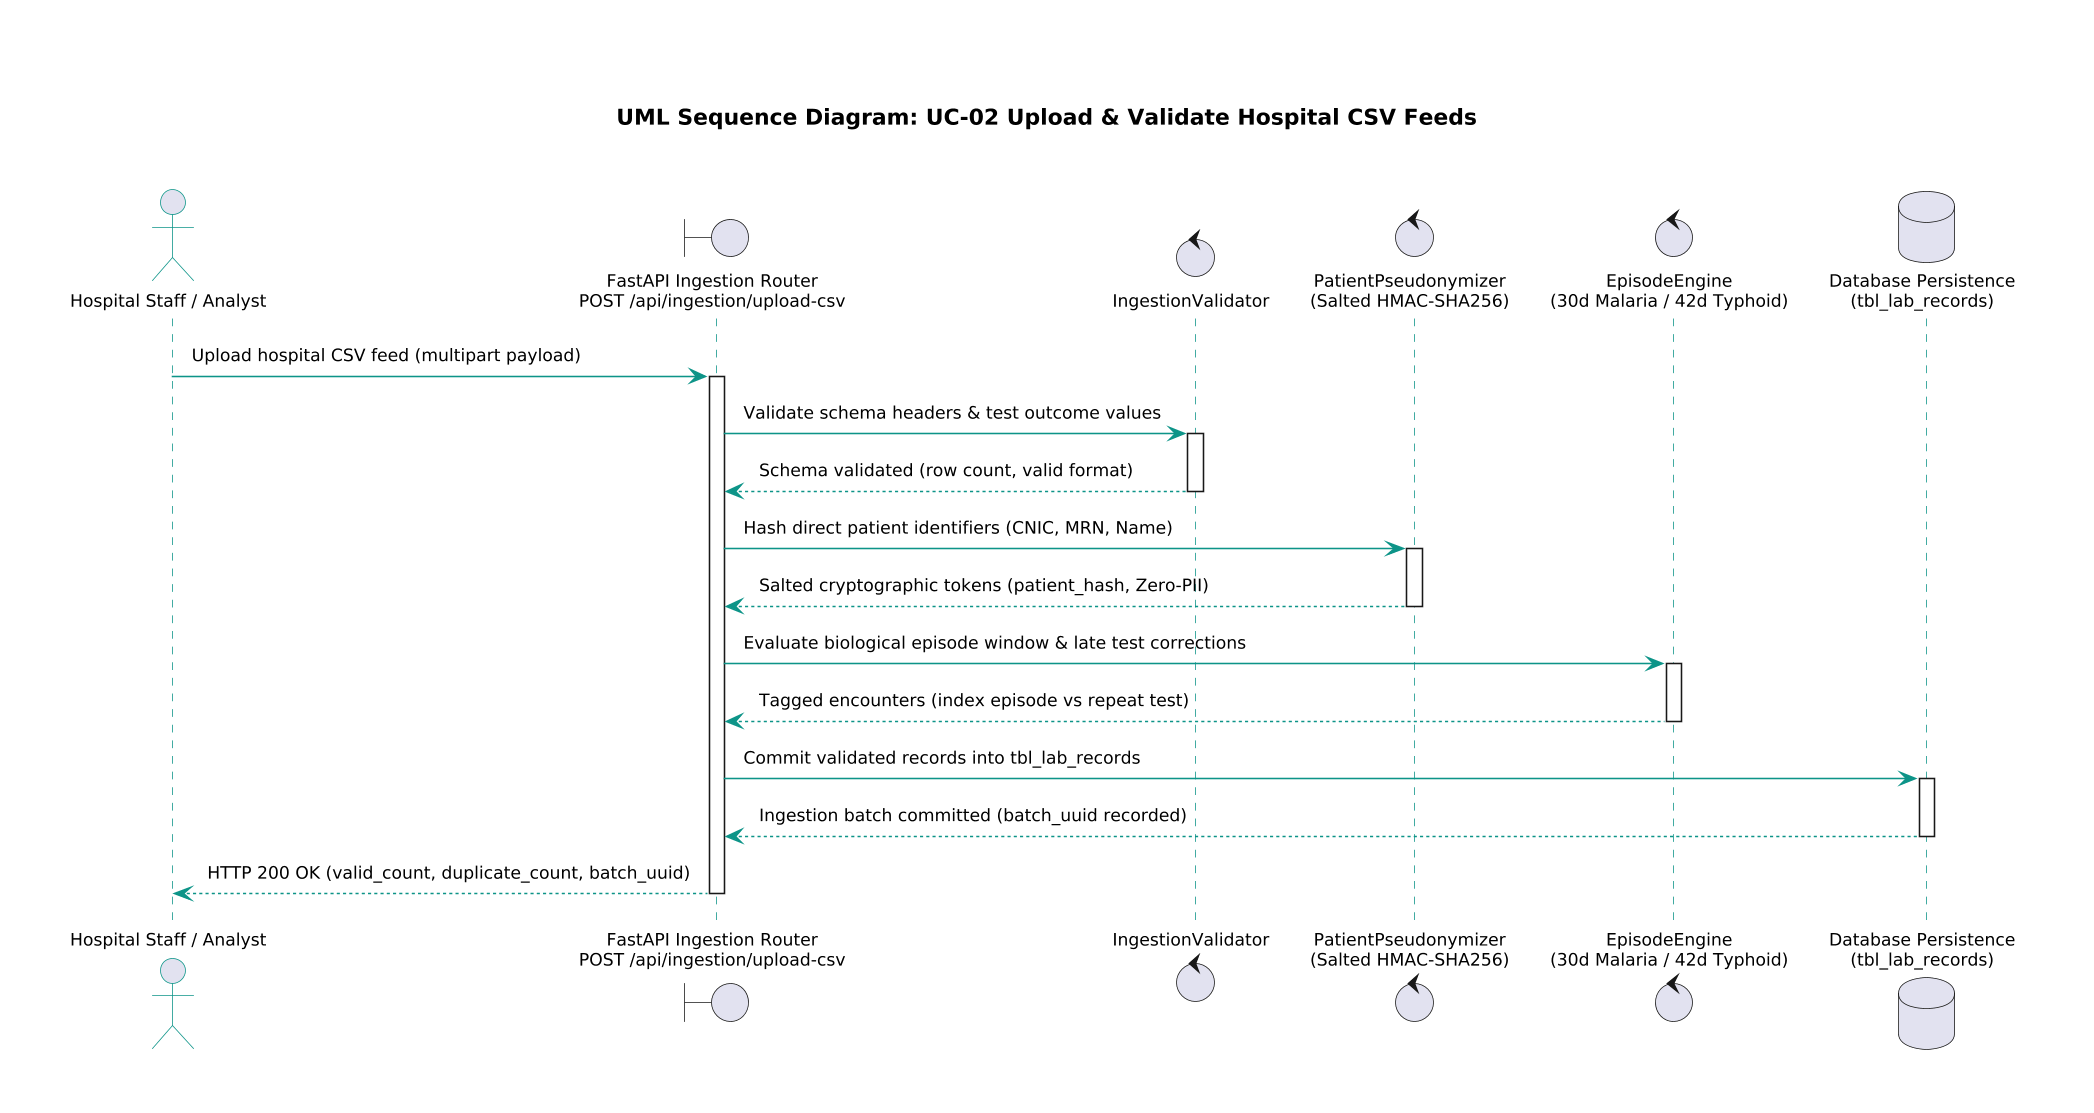 UML Sequence Diagram: UC-02 Upload & Validate Hospital CSV Feeds
Hospital Staff / Analyst
FastAPI Ingestion Router
POST /api/ingestion/upload-csv
IngestionValidator
PatientPseudonymizer
(Salted HMAC-SHA256)
EpisodeEngine
(30d Malaria / 42d Typhoid)
Database Persistence
(tbl_lab_records)
Upload hospital CSV feed (multipart payload)
Validate schema headers & test outcome values
Schema validated (row count, valid format)
Hash direct patient identifiers (CNIC, MRN, Name)
Salted cryptographic tokens (patient_hash, Zero-PII)
Evaluate biological episode window & late test corrections
Tagged encounters (index episode vs repeat test)
Commit validated records into tbl_lab_records
Ingestion batch committed (batch_uuid recorded)
HTTP 200 OK (valid_count, duplicate_count, batch_uuid)
Hospital Staff / Analyst
FastAPI Ingestion Router
POST /api/ingestion/upload-csv
IngestionValidator
PatientPseudonymizer
(Salted HMAC-SHA256)
EpisodeEngine
(30d Malaria / 42d Typhoid)
Database Persistence
(tbl_lab_records)